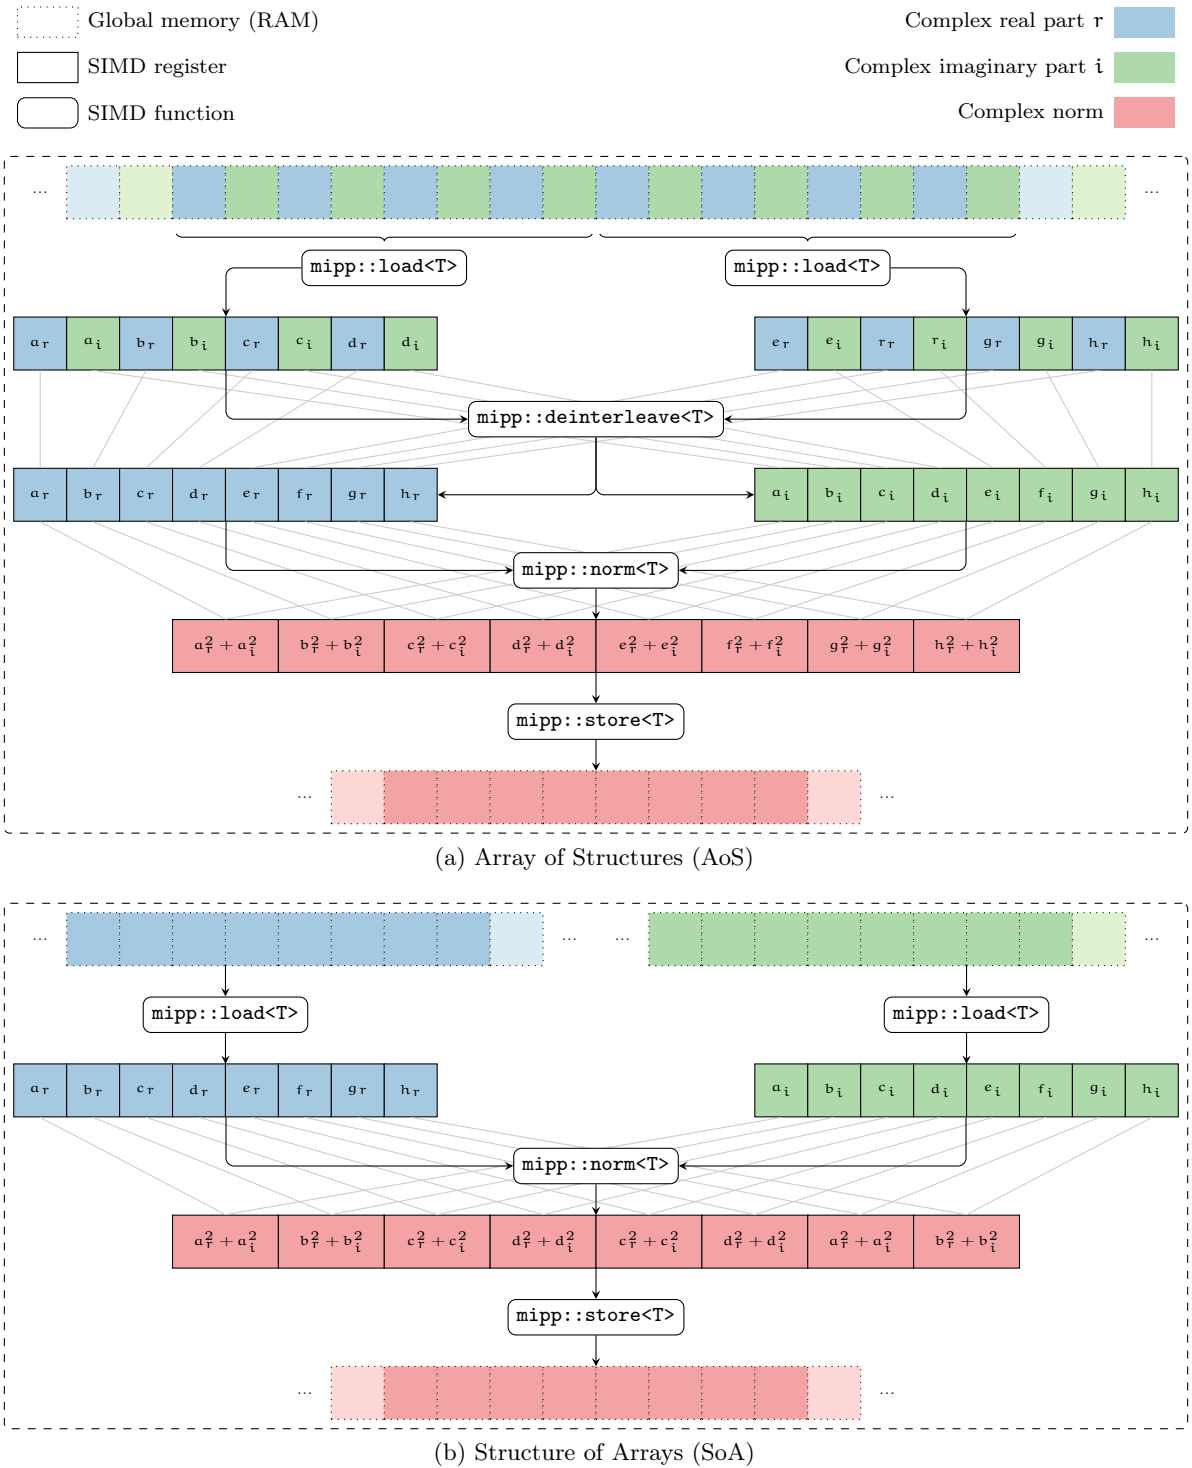 Global memory (RAM) Complex real part r
SIMD register Complex imaginary part i
SIMD function Complex norm
... ...
mipp::load<T> mipp::load<T>
a_r a_i b_r b_i c_r c_i d_r d_i e_r e_i r_r r_i g_r g_i h_r h_i
mipp::deinterleave<T>
a_r b_r c_r d_r e_r f_r g_r h_r a_i b_i c_i d_i e_i f_i g_i h_i
mipp::norm<T>
a_r^2 + a_i^2 b_r^2 + b_i^2 c_r^2 + c_i^2 d_r^2 + d_i^2 e_r^2 + e_i^2 f_r^2 + f_i^2 g_r^2 + g_i^2 h_r^2 + h_i^2
mipp::store<T>
... ...
(a) Array of Structures (AoS)
... ... ... ...
mipp::load<T> mipp::load<T>
a_r b_r c_r d_r e_r f_r g_r h_r a_i b_i c_i d_i e_i f_i g_i h_i
mipp::norm<T>
a_r^2 + a_i^2 b_r^2 + b_i^2 c_r^2 + c_i^2 d_r^2 + d_i^2 c_r^2 + c_i^2 d_r^2 + d_i^2 a_r^2 + a_i^2 b_r^2 + b_i^2
mipp::store<T>
... ...
(b) Structure of Arrays (SoA)